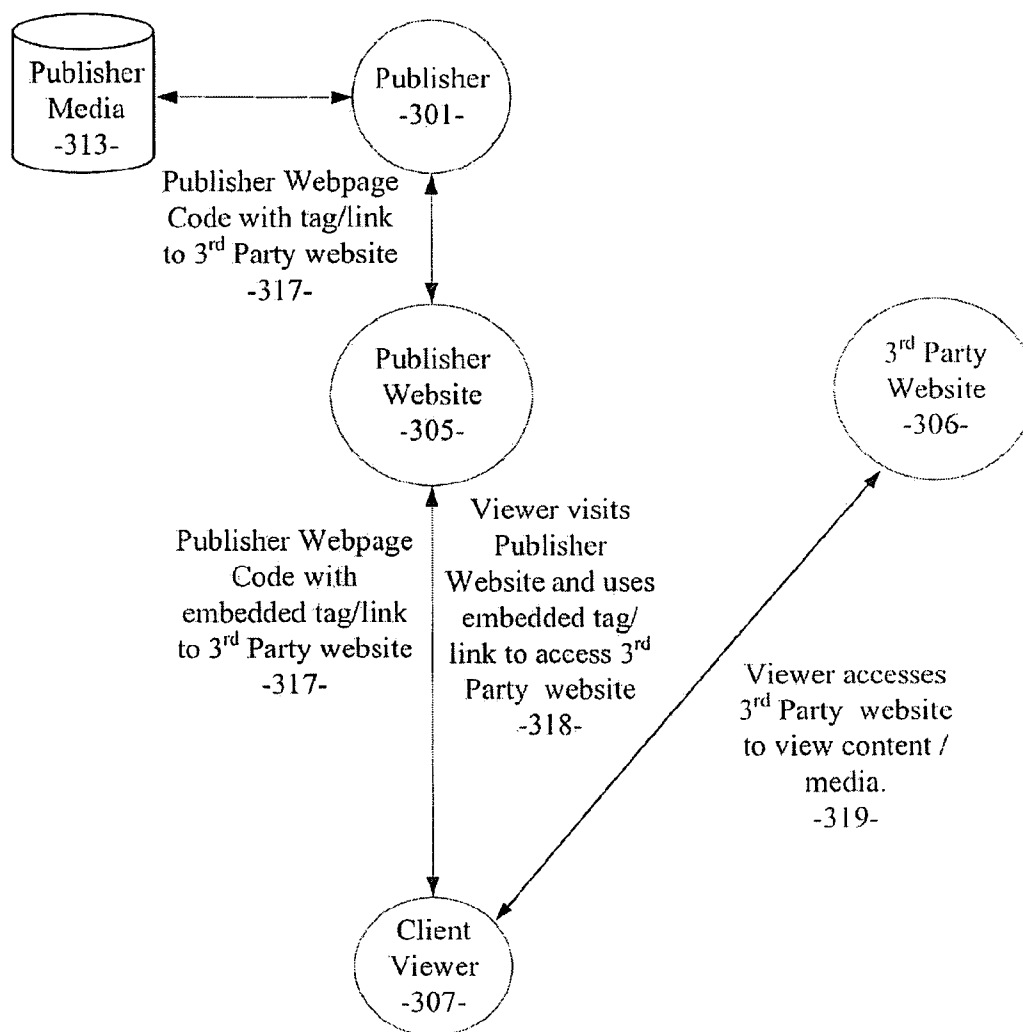 Publisher
Media
-313-
Publisher
-301-
Publisher Webpage
Code with tag/link
to 3rd Party website
-317-
Publisher
Website
-305-
3rd Party
Website
-306-
Publisher Webpage
Code with
embedded tag/link
to 3rd Party website
-317-
Viewer visits
Publisher
Website and uses
embedded tag/
link to access 3rd
Party website
-318-
Viewer accesses
3rd Party website
to view content /
media.
-319-
Client
Viewer
-307-